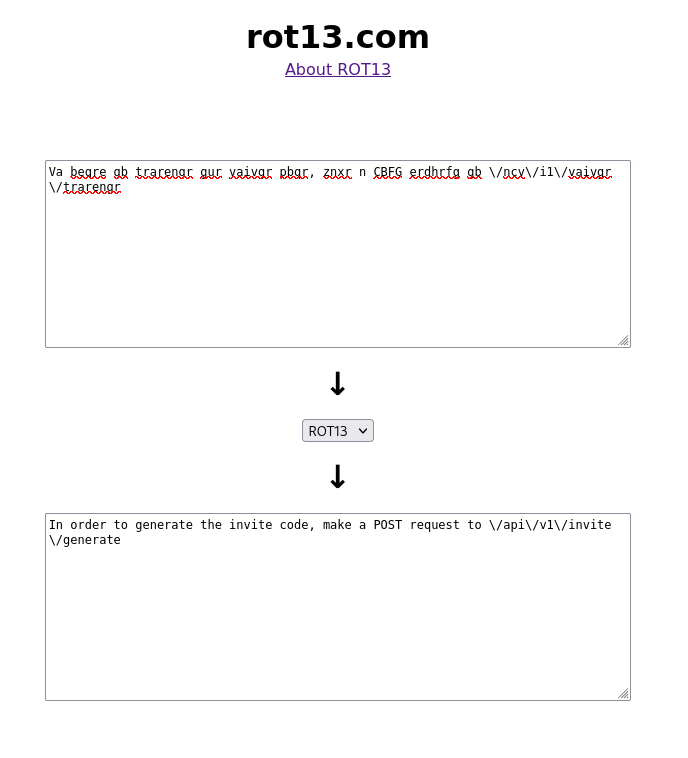 rot13.com
About ROT13
Va beqre gb trarengr gur vaivgr pbqr, znxr n CBFG erdhrfg gb \/ncv\/i1\/vaivgr
\/trarengr
↓
ROT13
↓
In order to generate the invite code, make a POST request to \/api\/v1\/invite
\/generate